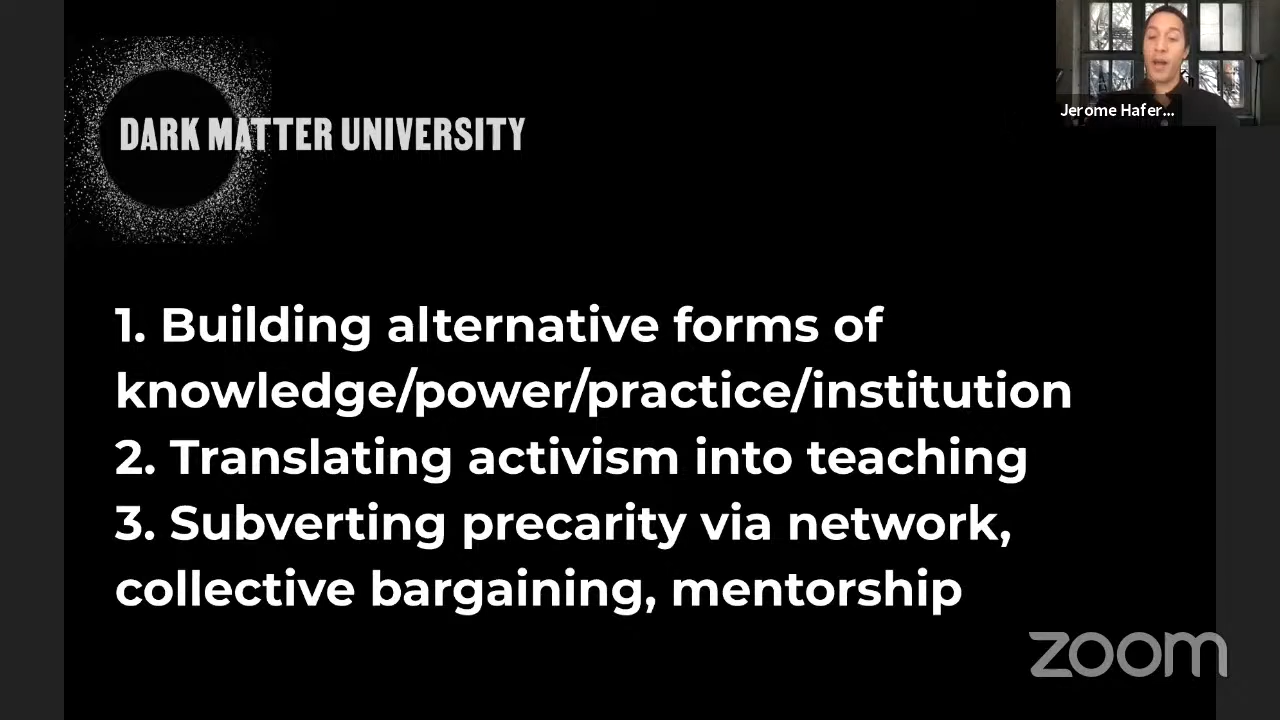 DARK MATTER UNIVERSITY
Jerome Hafer...
1. Building alternative forms of
knowledge/power/practice/institution
2. Translating activism into teaching
3. Subverting precarity via network,
collective bargaining, mentorship
zoom